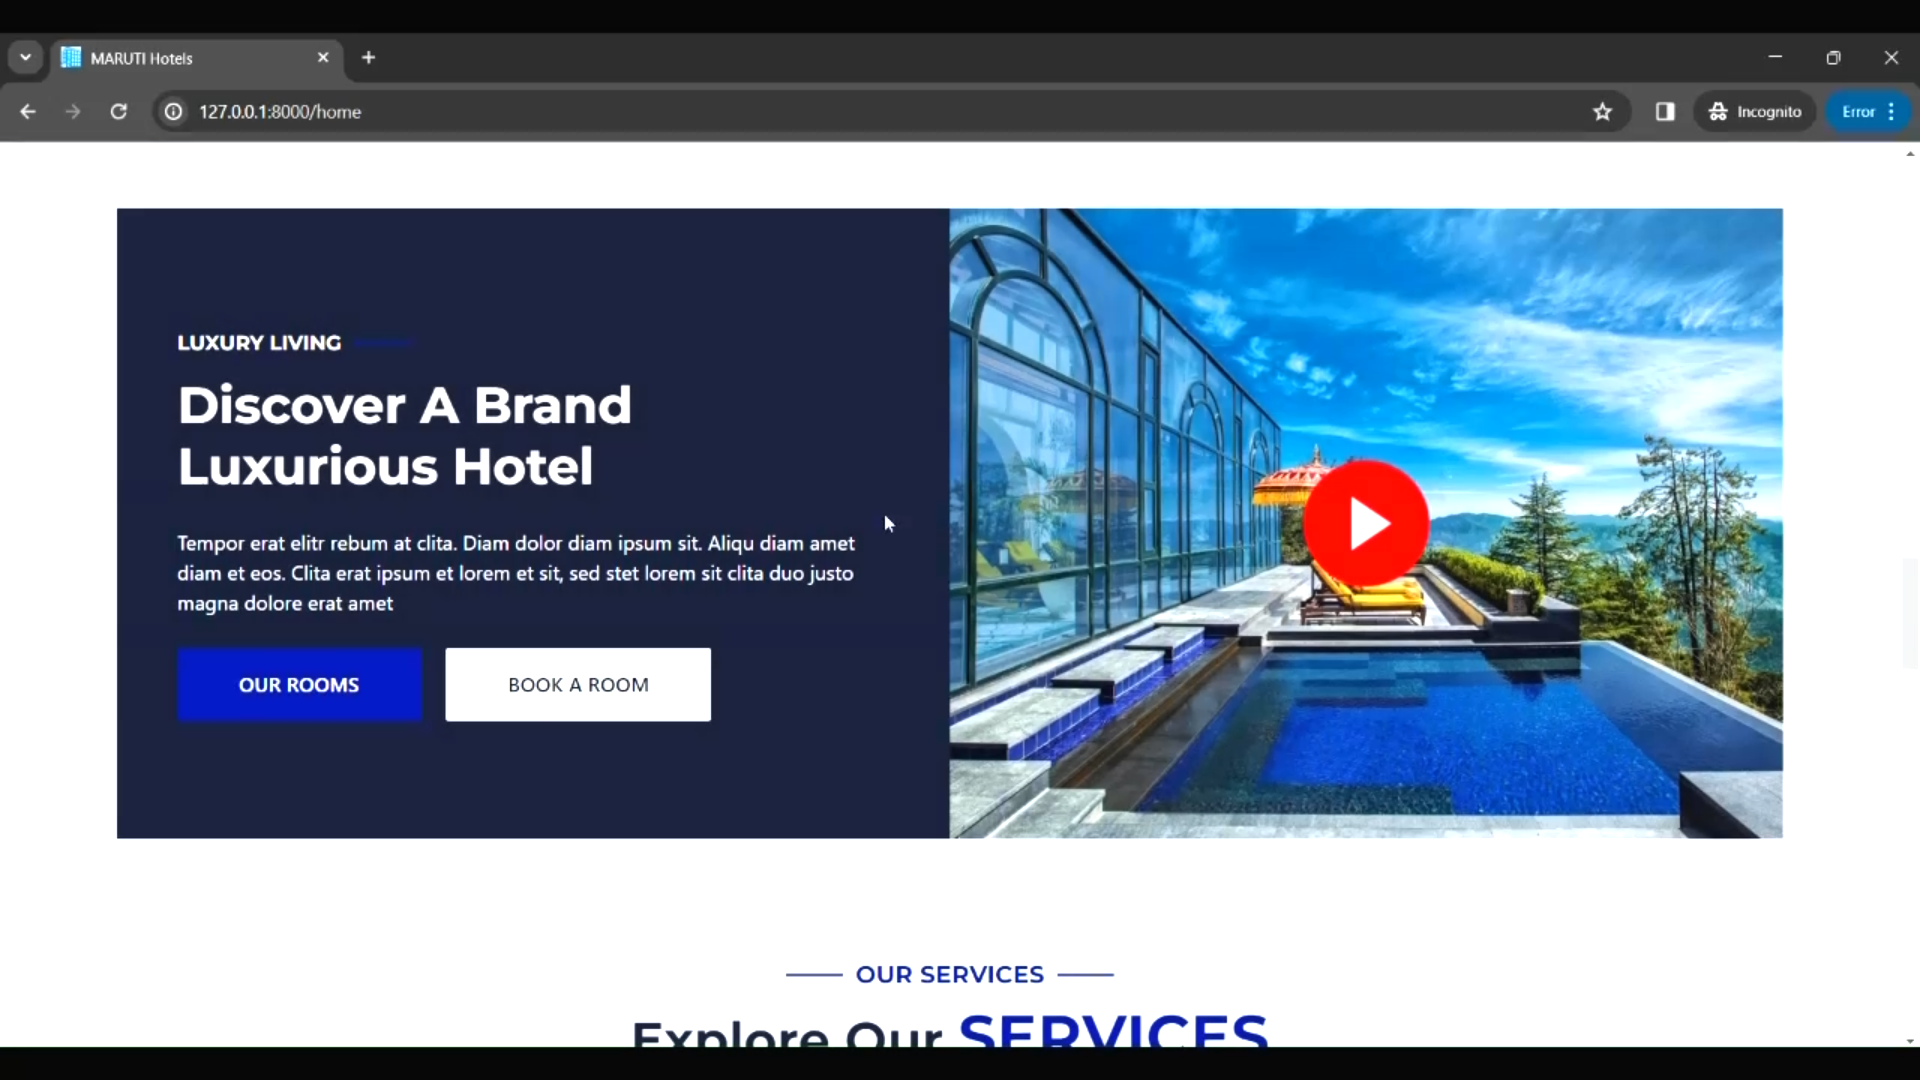 MARUTI Hotels
127.0.0.1:8000/home
Incognito
Error
LUXURY LIVING
Discover A Brand
Luxurious Hotel
Tempor erat elitr rebum at clita. Diam dolor diam ipsum sit. Aliqu diam amet
diam et eos. Clita erat ipsum et lorem et sit, sed stet lorem sit clita duo justo
magna dolore erat amet
OUR ROOMS
BOOK A ROOM
OUR SERVICES
Explore Our SERVICES